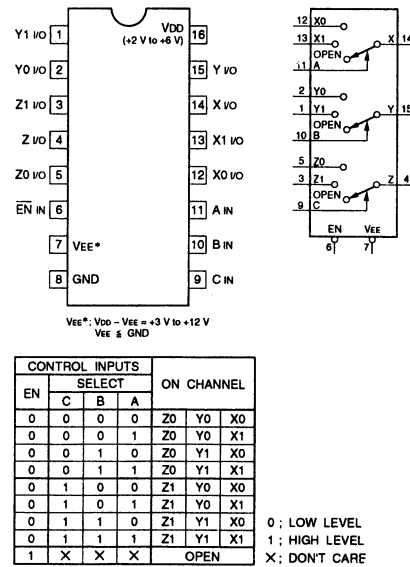 Y1 I/O 1 VDD 16
(+2 V to +6 V)
Y0 I/O 2 15 Y I/O
Z1 I/O 3 14 X I/O
Z I/O 4 13 X1 I/O
Z0 I/O 5 12 X0 I/O
EN IN 6 11 A IN
7 VEE* 10 B IN
8 GND 9 C IN
VEE*; VDD – VEE = +3 V to +12 V
VEE ≦ GND
12 X0
13 X1 X 14
OPEN
11 A
2 Y0
1 Y1 Y 15
OPEN
10 B
5 Z0
3 Z1 Z 4
OPEN
9 C
EN VEE
6 7
CONTROL INPUTS ON CHANNEL
EN SELECT
C B A
0 0 0 0 Z0 Y0 X0
0 0 0 1 Z0 Y0 X1
0 0 1 0 Z0 Y1 X0
0 0 1 1 Z0 Y1 X1
0 1 0 0 Z1 Y0 X0
0 1 0 1 Z1 Y0 X1
0 1 1 0 Z1 Y1 X0
0 1 1 1 Z1 Y1 X1
1 X X X OPEN
0 ; LOW LEVEL
1 ; HIGH LEVEL
X ; DON'T CARE